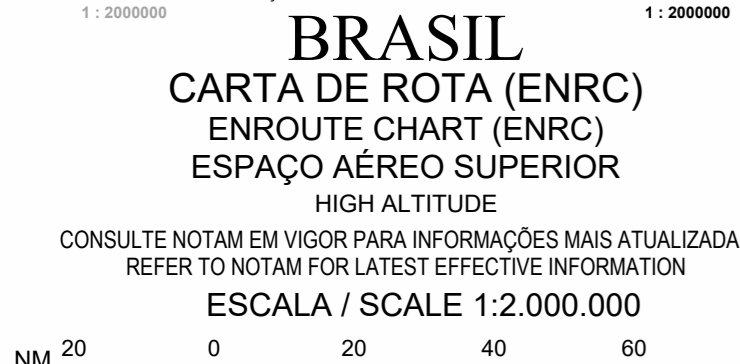 1 : 2000000 1 : 2000000
BRASIL
CARTA DE ROTA (ENRC)
ENROUTE CHART (ENRC)
ESPAÇO AÉREO SUPERIOR
HIGH ALTITUDE
CONSULTE NOTAM EM VIGOR PARA INFORMAÇÕES MAIS ATUALIZADA
REFER TO NOTAM FOR LATEST EFFECTIVE INFORMATION
ESCALA / SCALE 1:2.000.000
NM 20 0 20 40 60